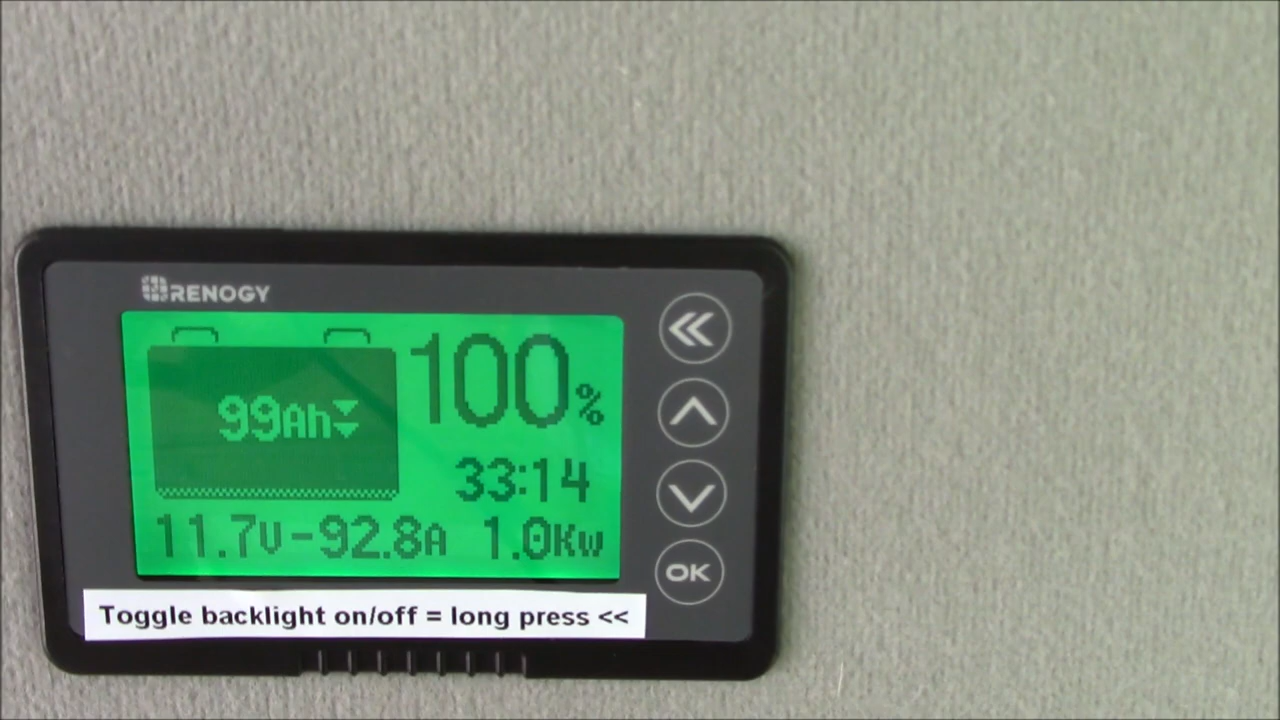 RENOGY
100%
99Ah
33:14
11.7V -92.8A 1.0Kw
OK
Toggle backlight on/off = long press <<